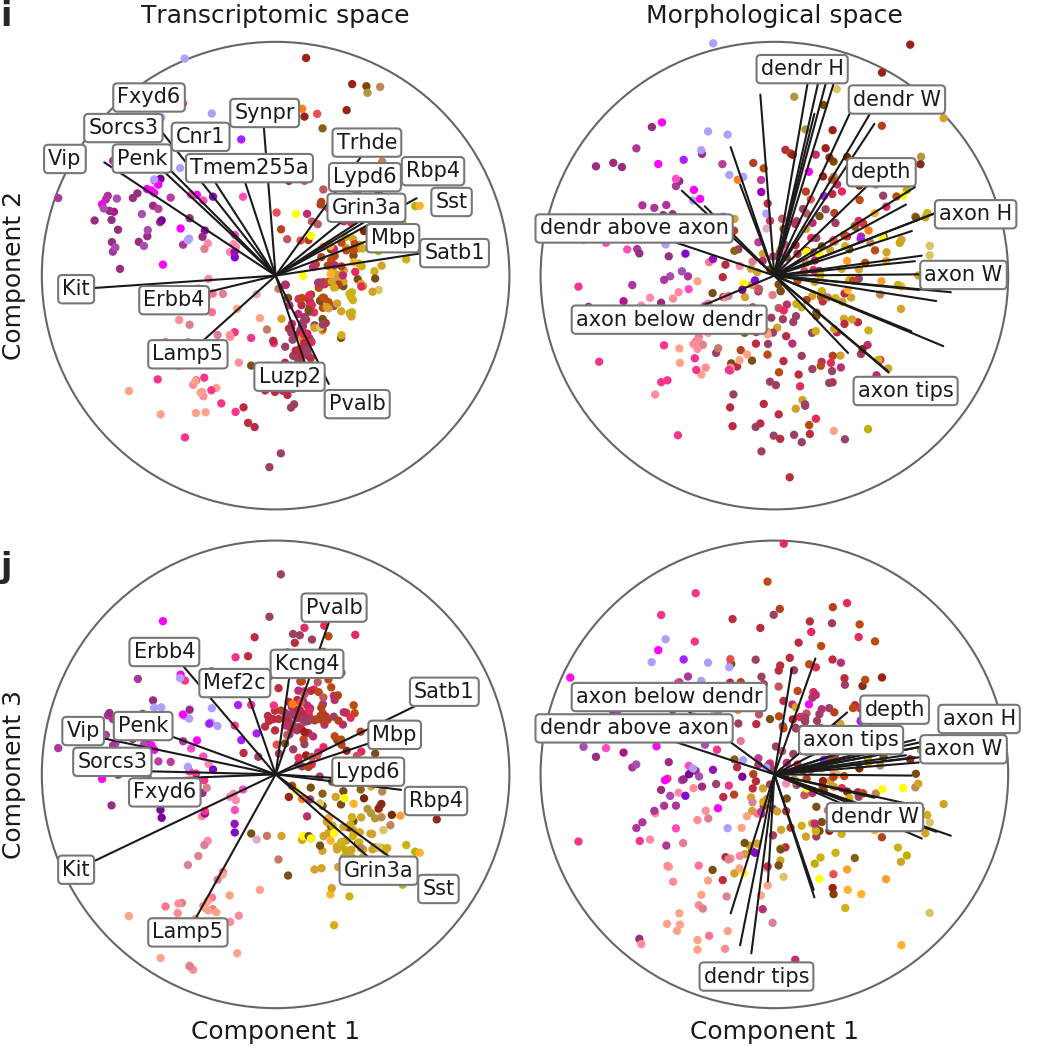 i
Transcriptomic space
Morphological space
Component 2
Fxyd6
Synpr
Sorcs3
Cnr1
Trhde
Vip
Penk
Tmem255a
Lypd6
Rbp4
Grin3a
Sst
Mbp
Satb1
Kit
Erbb4
Lamp5
Luzp2
Pvalb
dendr H
dendr W
depth
axon H
dendr above axon
axon W
axon below dendr
axon tips
j
Component 3
Pvalb
Erbb4
Kcng4
Mef2c
Satb1
Vip
Penk
Mbp
Sorcs3
Lypd6
Fxyd6
Rbp4
Kit
Grin3a
Sst
Lamp5
axon below dendr
depth
axon H
dendr above axon
axon tips
axon W
dendr W
dendr tips
Component 1
Component 1